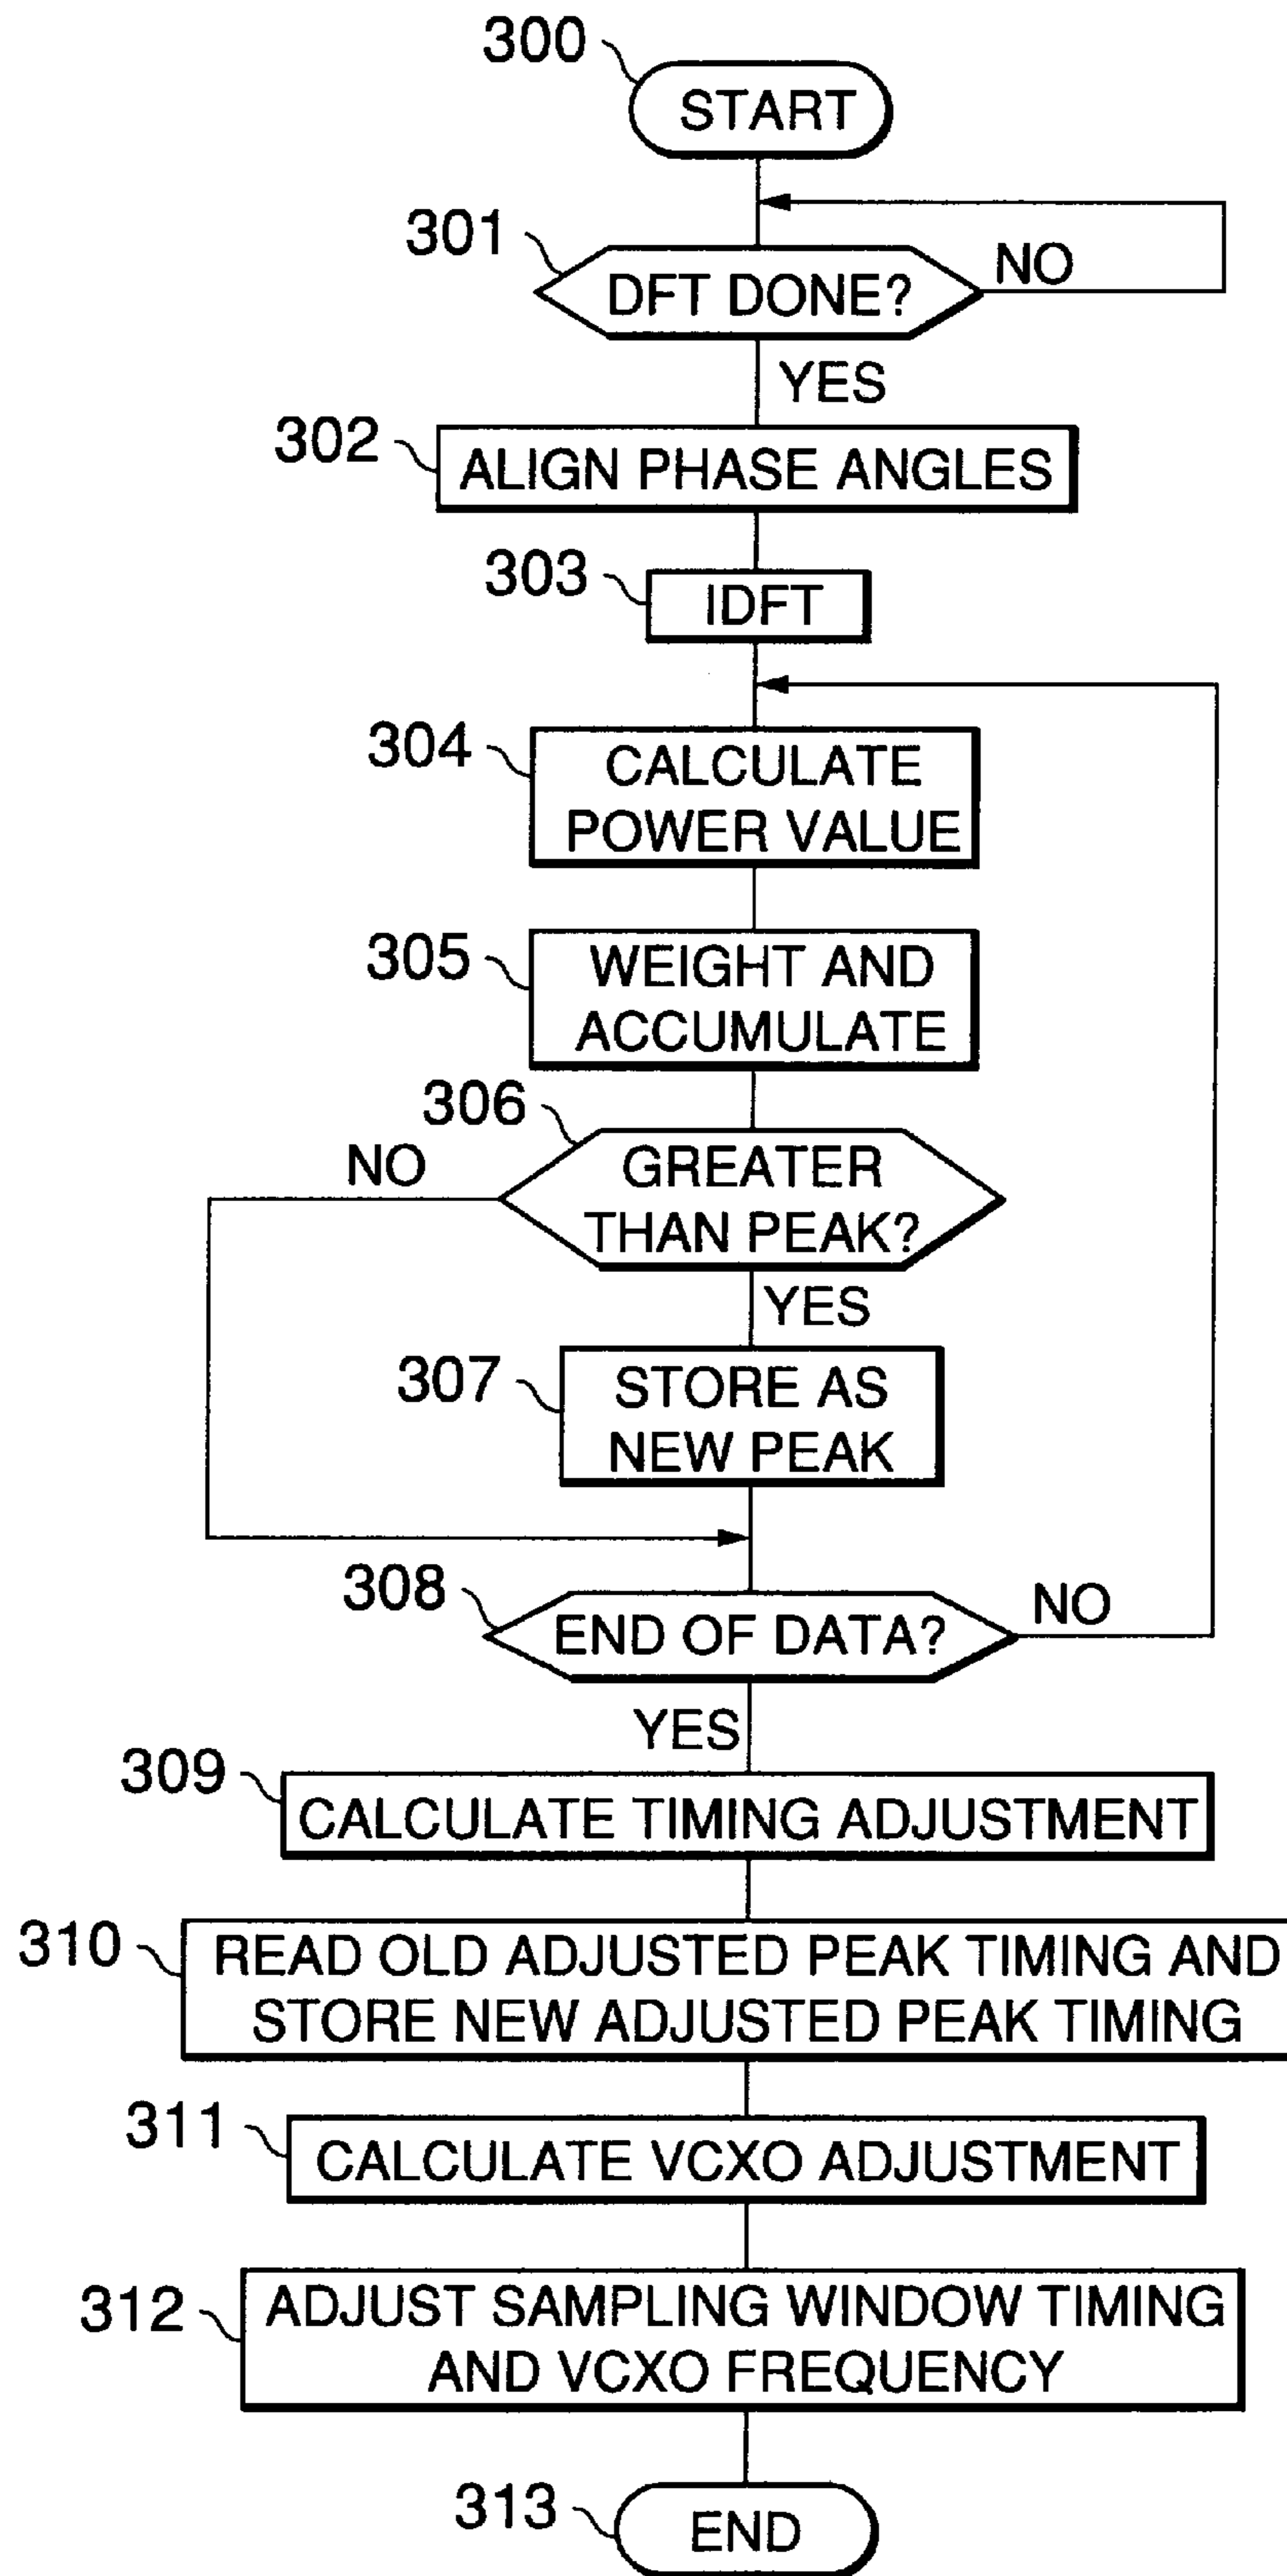 300
START
301
DFT DONE?
NO
YES
302
ALIGN PHASE ANGLES
303
IDFT
304
CALCULATE
POWER VALUE
305
WEIGHT AND
ACCUMULATE
306
NO
GREATER
THAN PEAK?
YES
307
STORE AS
NEW PEAK
308
END OF DATA?
NO
YES
309
CALCULATE TIMING ADJUSTMENT
310
READ OLD ADJUSTED PEAK TIMING AND
STORE NEW ADJUSTED PEAK TIMING
311
CALCULATE VCXO ADJUSTMENT
312
ADJUST SAMPLING WINDOW TIMING
AND VCXO FREQUENCY
313
END